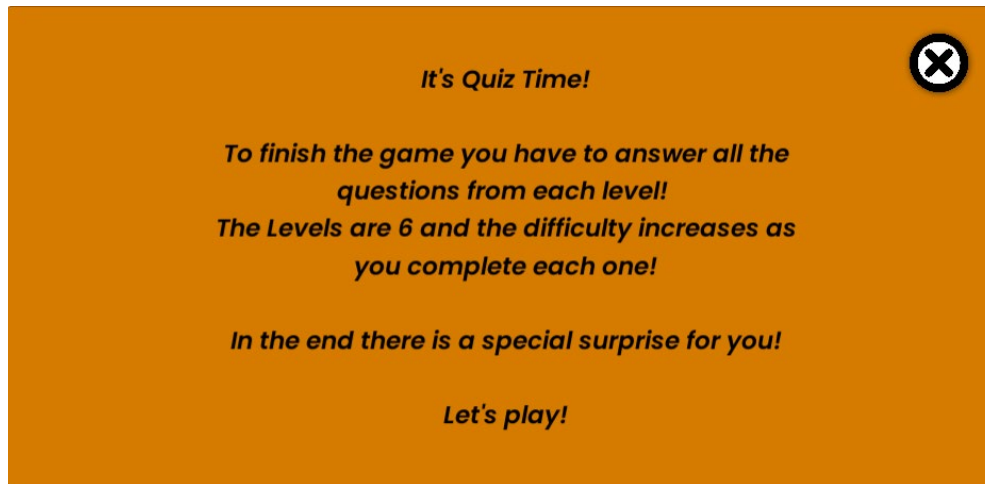 It's Quiz Time!
To finish the game you have to answer all the
questions from each level!
The Levels are 6 and the difficulty increases as
you complete each one!
In the end there is a special surprise for you!
Let's play!